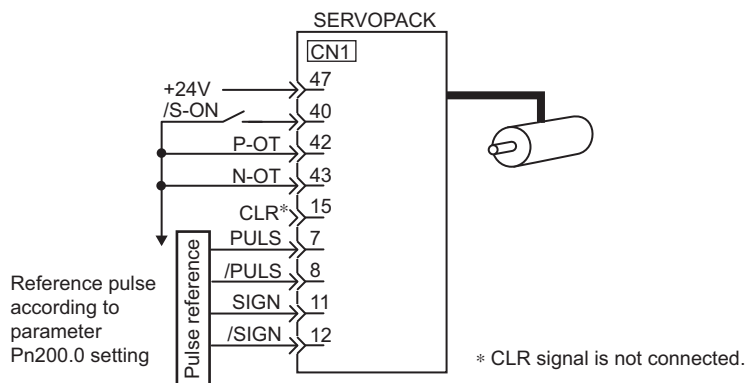 SERVOPACK
CN1
+24V 47
/S-ON 40
P-OT 42
N-OT 43
CLR* 15
PULS 7
/PULS 8
SIGN 11
/SIGN 12
Pulse reference
Reference pulse
according to
parameter
Pn200.0 setting
* CLR signal is not connected.